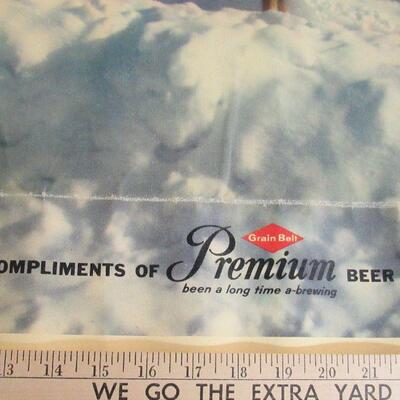 Grain Belt
OMPLIMENTS OF Premium BEER
been a long time a-brewing
13 14 15 16 17 18 19 20 21
WE GO THE EXTRA YARD